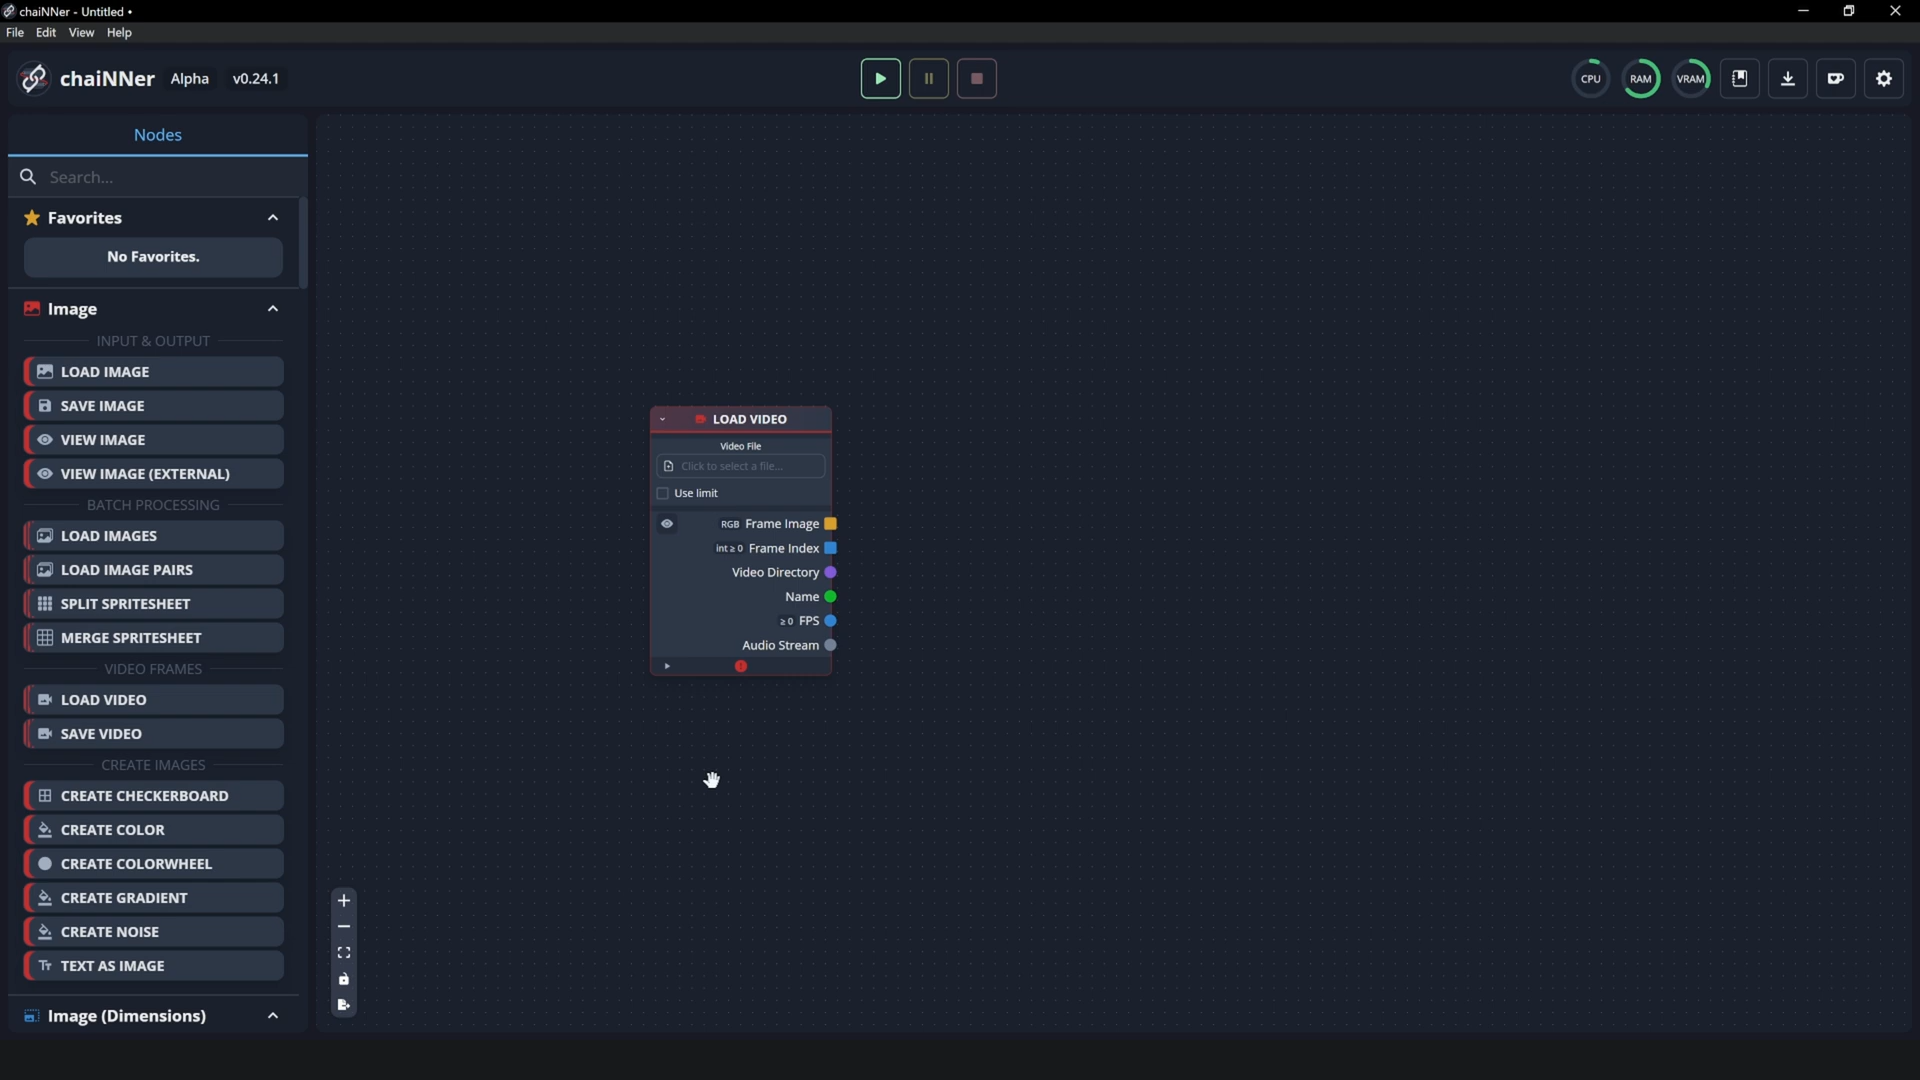 chaiNNer - Untitled •
File Edit View Help
chaiNNer Alpha v0.24.1
CPU RAM VRAM
Nodes
Search...
Favorites
No Favorites.
Image
INPUT & OUTPUT
LOAD IMAGE
SAVE IMAGE
VIEW IMAGE
VIEW IMAGE (EXTERNAL)
BATCH PROCESSING
LOAD IMAGES
LOAD IMAGE PAIRS
SPLIT SPRITESHEET
MERGE SPRITESHEET
VIDEO FRAMES
LOAD VIDEO
SAVE VIDEO
CREATE IMAGES
CREATE CHECKERBOARD
CREATE COLOR
CREATE COLORWHEEL
CREATE GRADIENT
CREATE NOISE
TEXT AS IMAGE
Image (Dimensions)
LOAD VIDEO
Video File
Click to select a file...
Use limit
RGB Frame Image
int ≥ 0 Frame Index
Video Directory
Name
≥ 0 FPS
Audio Stream